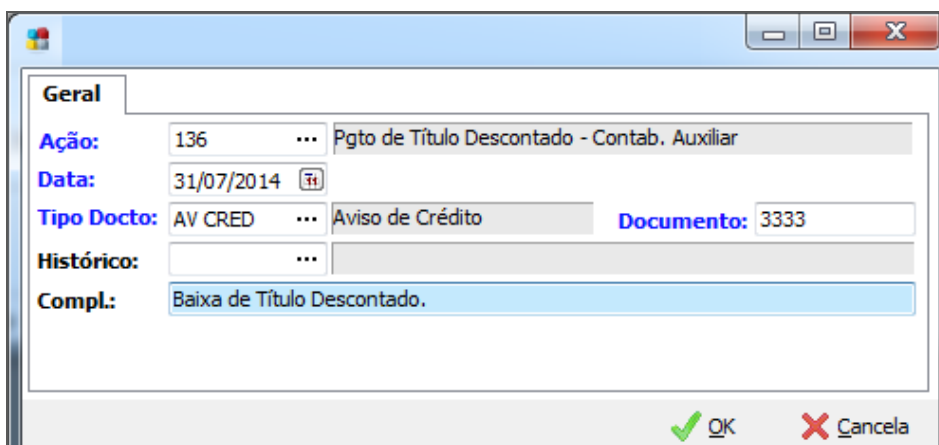 Geral
Ação: 136 ... Pgto de Título Descontado - Contab. Auxiliar
Data: 31/07/2014
Tipo Docto: AV CRED ... Aviso de Crédito Documento: 3333
Histórico: ...
Compl.: Baixa de Título Descontado.
OK Cancela